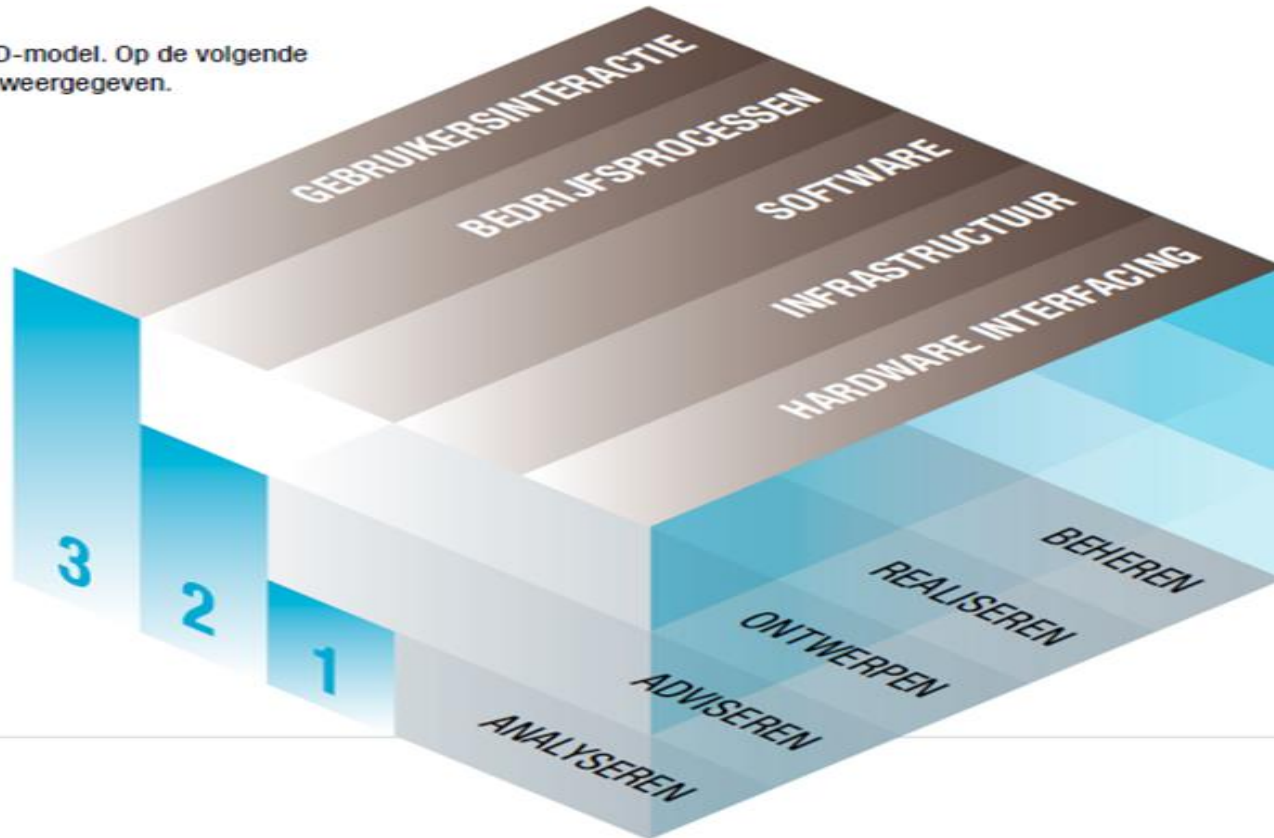 D-model. Op de volgende
weergegeven.
GEBRUIKERSINTERACTIE
BEDRIJFSPROCESSEN
SOFTWARE
INFRASTRUCTUUR
HARDWARE INTERFACING
3
2
1
BEHEREN
REALISEREN
ONTWERPEN
ADVISEREN
ANALYSEREN